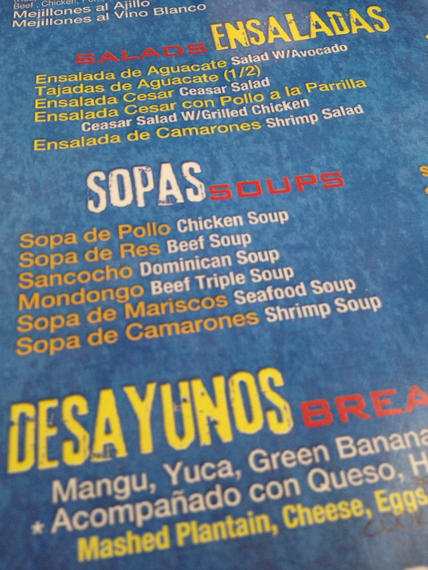 Beef, Chicken,
Mejillones al Ajillo
Mejillones al Vino Blanco
SALADS ENSALADAS
Ensalada de Aguacate Salad W/Avocado
Tajadas de Aguacate (1/2)
Ensalada Cesar Ceasar Salad
Ensalada Cesar con Pollo a la Parrilla
Ceasar Salad W/Grilled Chicken
Ensalada de Camarones Shrimp Salad
SOPAS SOUPS
Sopa de Pollo Chicken Soup
Sopa de Res Beef Soup
Sancocho Dominican Soup
Mondongo Beef Triple Soup
Sopa de Mariscos Seafood Soup
Sopa de Camarones Shrimp Soup
DESAYUNOS BREA
Mangu, Yuca, Green Banana
* Acompañado con Queso, H
Mashed Plantain, Cheese, Eggs